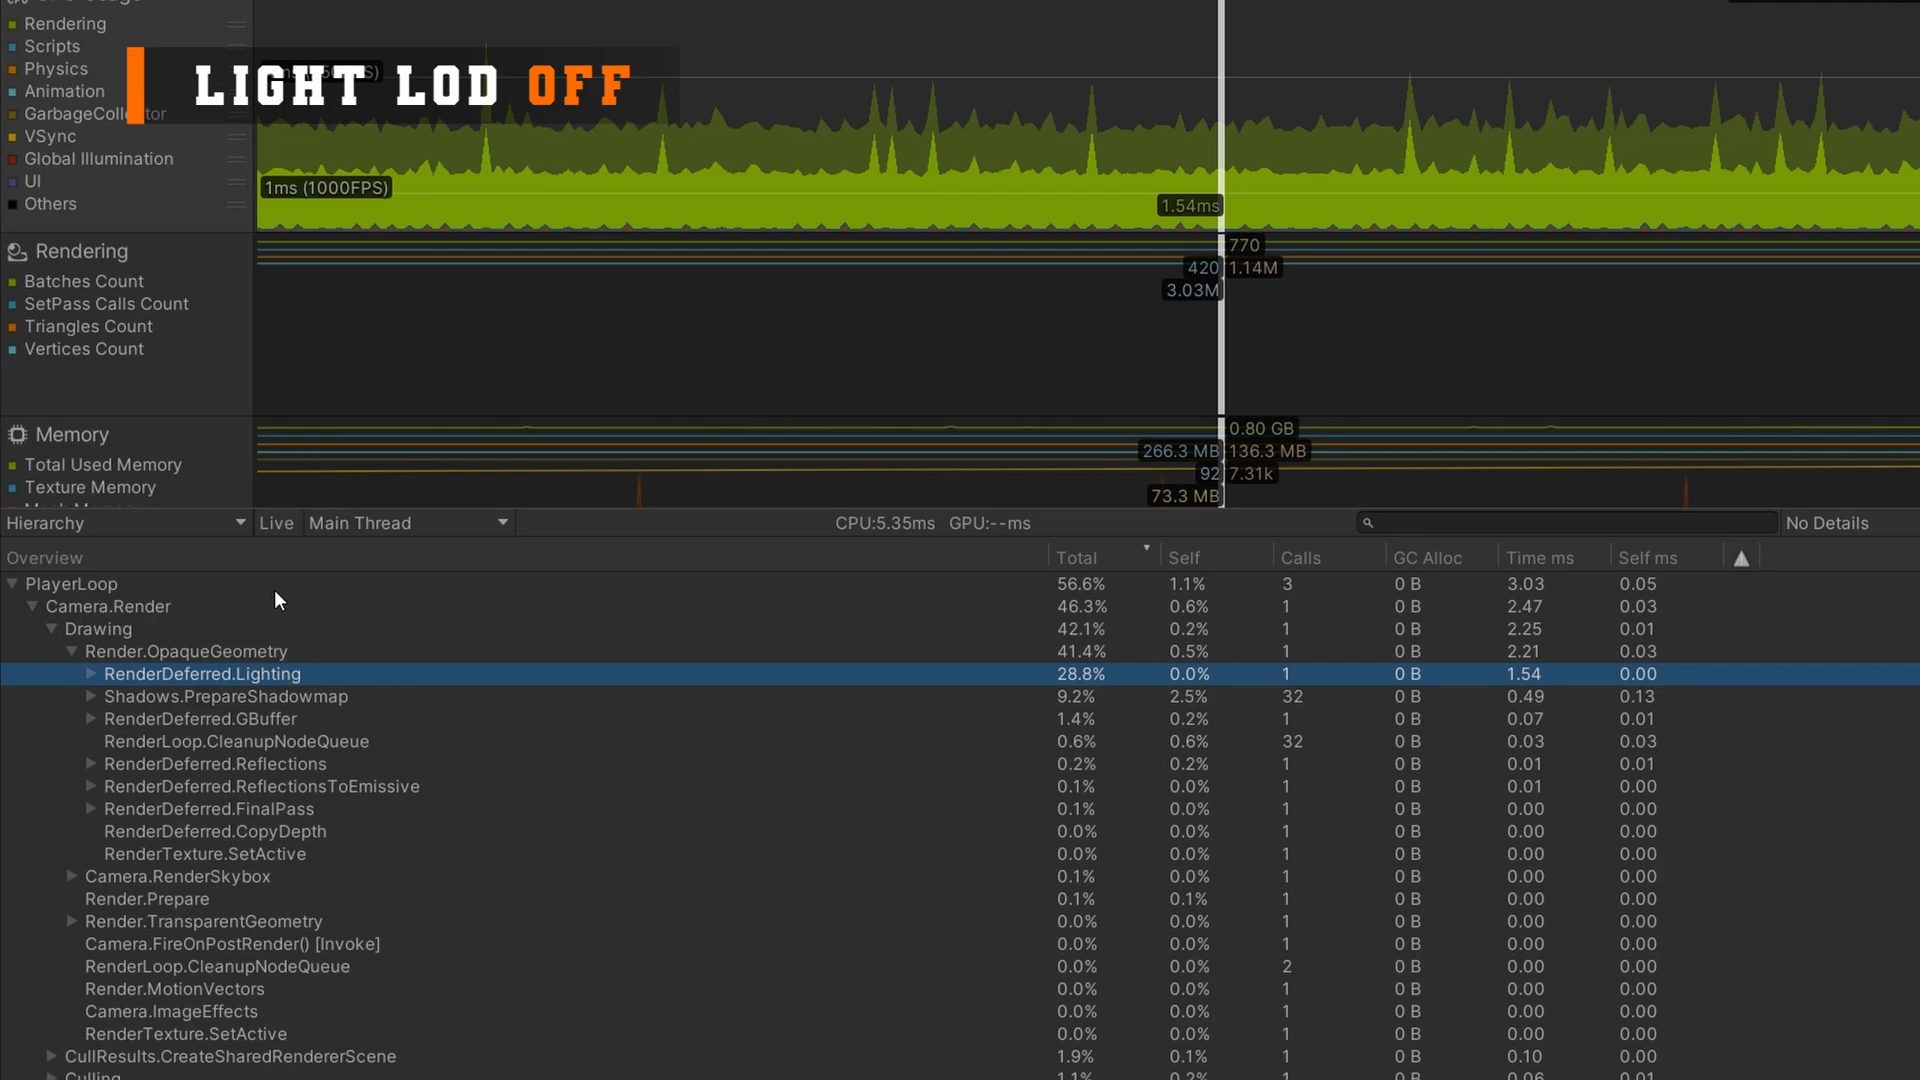 Rendering
Scripts
Physics
Animation
VSync
Global Illumination
UI
Others
LIGHT LOD OFF
1ms (1000FPS)
1.54ms
Rendering
Batches Count
SetPass Calls Count
Triangles Count
Vertices Count
770
420 1.14M
3.03M
Memory
Total Used Memory
Texture Memory
0.80 GB
266.3 MB 136.3 MB
92 7.31k
73.3 MB
Hierarchy Live Main Thread CPU:5.35ms GPU:--ms No Details
Overview Total Self Calls GC Alloc Time ms Self ms
PlayerLoop 56.6% 1.1% 3 0 B 3.03 0.05
Camera.Render 46.3% 0.6% 1 0 B 2.47 0.03
Drawing 42.1% 0.2% 1 0 B 2.25 0.01
Render.OpaqueGeometry 41.4% 0.5% 1 0 B 2.21 0.03
RenderDeferred.Lighting 28.8% 0.0% 1 0 B 1.54 0.00
Shadows.PrepareShadowmap 9.2% 2.5% 32 0 B 0.49 0.13
RenderDeferred.GBuffer 1.4% 0.2% 1 0 B 0.07 0.01
RenderLoop.CleanupNodeQueue 0.6% 0.6% 32 0 B 0.03 0.03
RenderDeferred.Reflections 0.2% 0.2% 1 0 B 0.01 0.01
RenderDeferred.ReflectionsToEmissive 0.1% 0.0% 1 0 B 0.01 0.00
RenderDeferred.FinalPass 0.1% 0.0% 1 0 B 0.00 0.00
RenderDeferred.CopyDepth 0.0% 0.0% 1 0 B 0.00 0.00
RenderTexture.SetActive 0.0% 0.0% 1 0 B 0.00 0.00
Camera.RenderSkybox 0.1% 0.0% 1 0 B 0.00 0.00
Render.Prepare 0.1% 0.1% 1 0 B 0.00 0.00
Render.TransparentGeometry 0.0% 0.0% 1 0 B 0.00 0.00
Camera.FireOnPostRender() [Invoke] 0.0% 0.0% 1 0 B 0.00 0.00
RenderLoop.CleanupNodeQueue 0.0% 0.0% 2 0 B 0.00 0.00
Render.MotionVectors 0.0% 0.0% 1 0 B 0.00 0.00
Camera.ImageEffects 0.0% 0.0% 1 0 B 0.00 0.00
RenderTexture.SetActive 0.0% 0.0% 1 0 B 0.00 0.00
CullResults.CreateSharedRendererScene 1.9% 0.1% 1 0 B 0.10 0.00